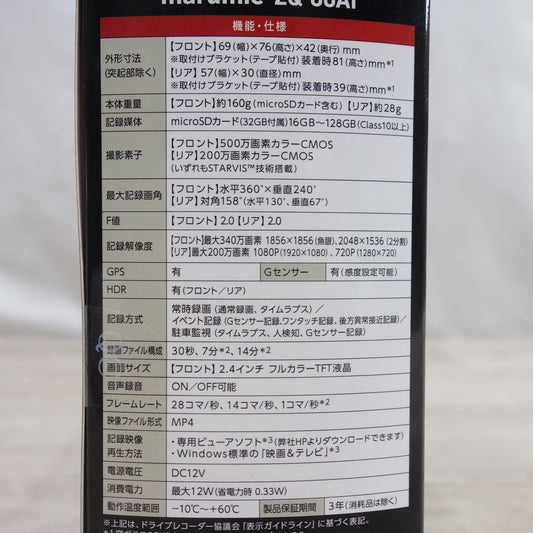 marumie ZQ-30Ai
機能・仕様
外形寸法
(突起部除く)
【フロント】69(幅)×76(高さ)×42(奥行)mm
※取付けブラケット(テープ貼付)装着時81(高さ)mm*1
【リア】57(幅)×30(直径)mm
※取付けブラケット(テープ貼付)装着時39(高さ)mm*1
本体重量 【フロント】約160g(microSDカード含む)【リア】約28g
記録媒体 microSDカード(32GB付属)16GB〜128GB(Class10以上)
撮影素子
【フロント】500万画素カラーCMOS
【リア】200万画素カラーCMOS
(いずれもSTARVIS™技術搭載)
最大記録画角
【フロント】水平360°×垂直240°
【リア】対角158°(水平130°、垂直67°)
F値 【フロント】2.0【リア】2.0
記録解像度
【フロント】最大340万画素 1856×1856(魚眼)、2048×1536(2分割)
【リア】最大200万画素 1080P(1920×1080)、720P(1280×720)
GPS 有 Gセンサー 有(感度設定可能)
HDR 有(フロント/リア)
記録方式
常時録画(通常録画、タイムラプス)/
イベント記録(Gセンサー記録、ワンタッチ記録、後方異常接近記録)/
駐車監視(タイムラプス、人検知、Gセンサー記録)
録画ファイル構成 30秒、7分*2、14分*2
画面サイズ 【フロント】2.4インチ フルカラーTFT液晶
音声録音 ON/OFF可能
フレームレート 28コマ/秒、14コマ/秒、1コマ/秒*2
映像ファイル形式 MP4
記録映像
再生方法
・専用ビューアソフト*3(弊社HPよりダウンロードできます)
・Windows標準の「映画&テレビ」*3
電源電圧 DC12V
消費電力 最大12W(省電力時 0.33W)
動作温度範囲 −10℃〜+60℃ 製品保証期間 3年(消耗品は除く)
※上記は、ドライブレコーダー協議会「表示ガイドライン」に基づく表記。